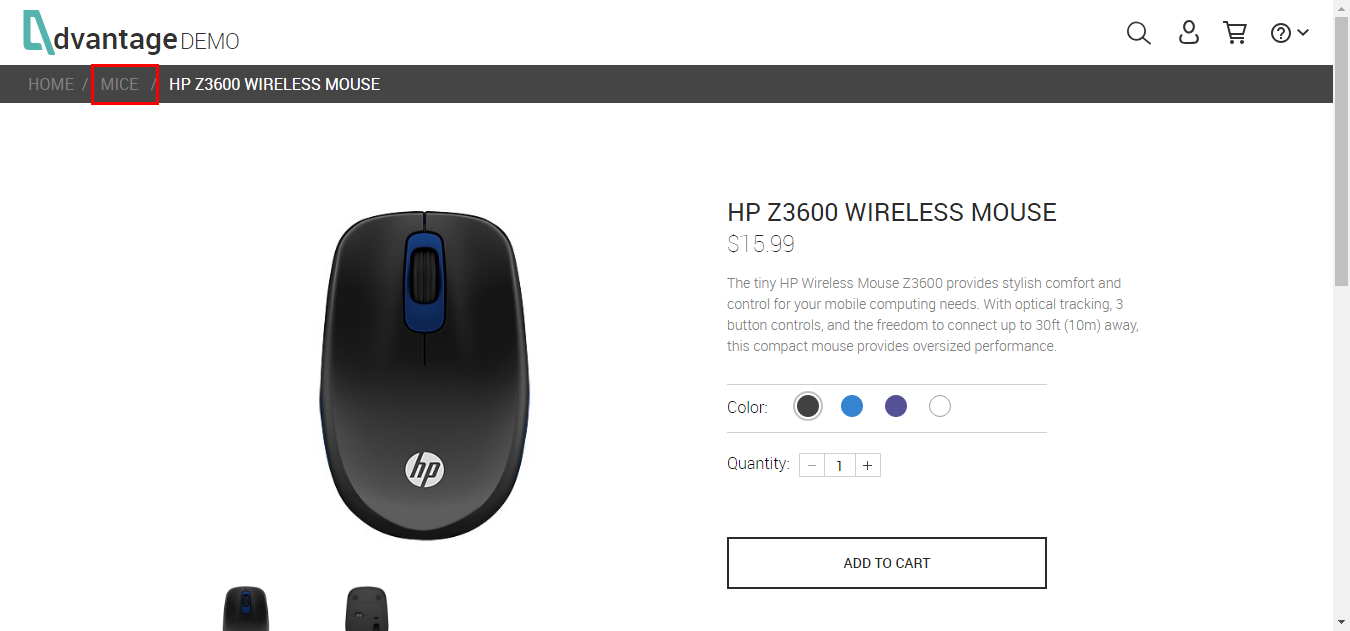 dvantage DEMO
HOME / MICE / HP Z3600 WIRELESS MOUSE
HP Z3600 WIRELESS MOUSE
$15.99
The tiny HP Wireless Mouse Z3600 provides stylish comfort and
control for your mobile computing needs. With optical tracking, 3
button controls, and the freedom to connect up to 30ft (10m) away,
this compact mouse provides oversized performance.
Color:
Quantity: − 1 +
hp
ADD TO CART